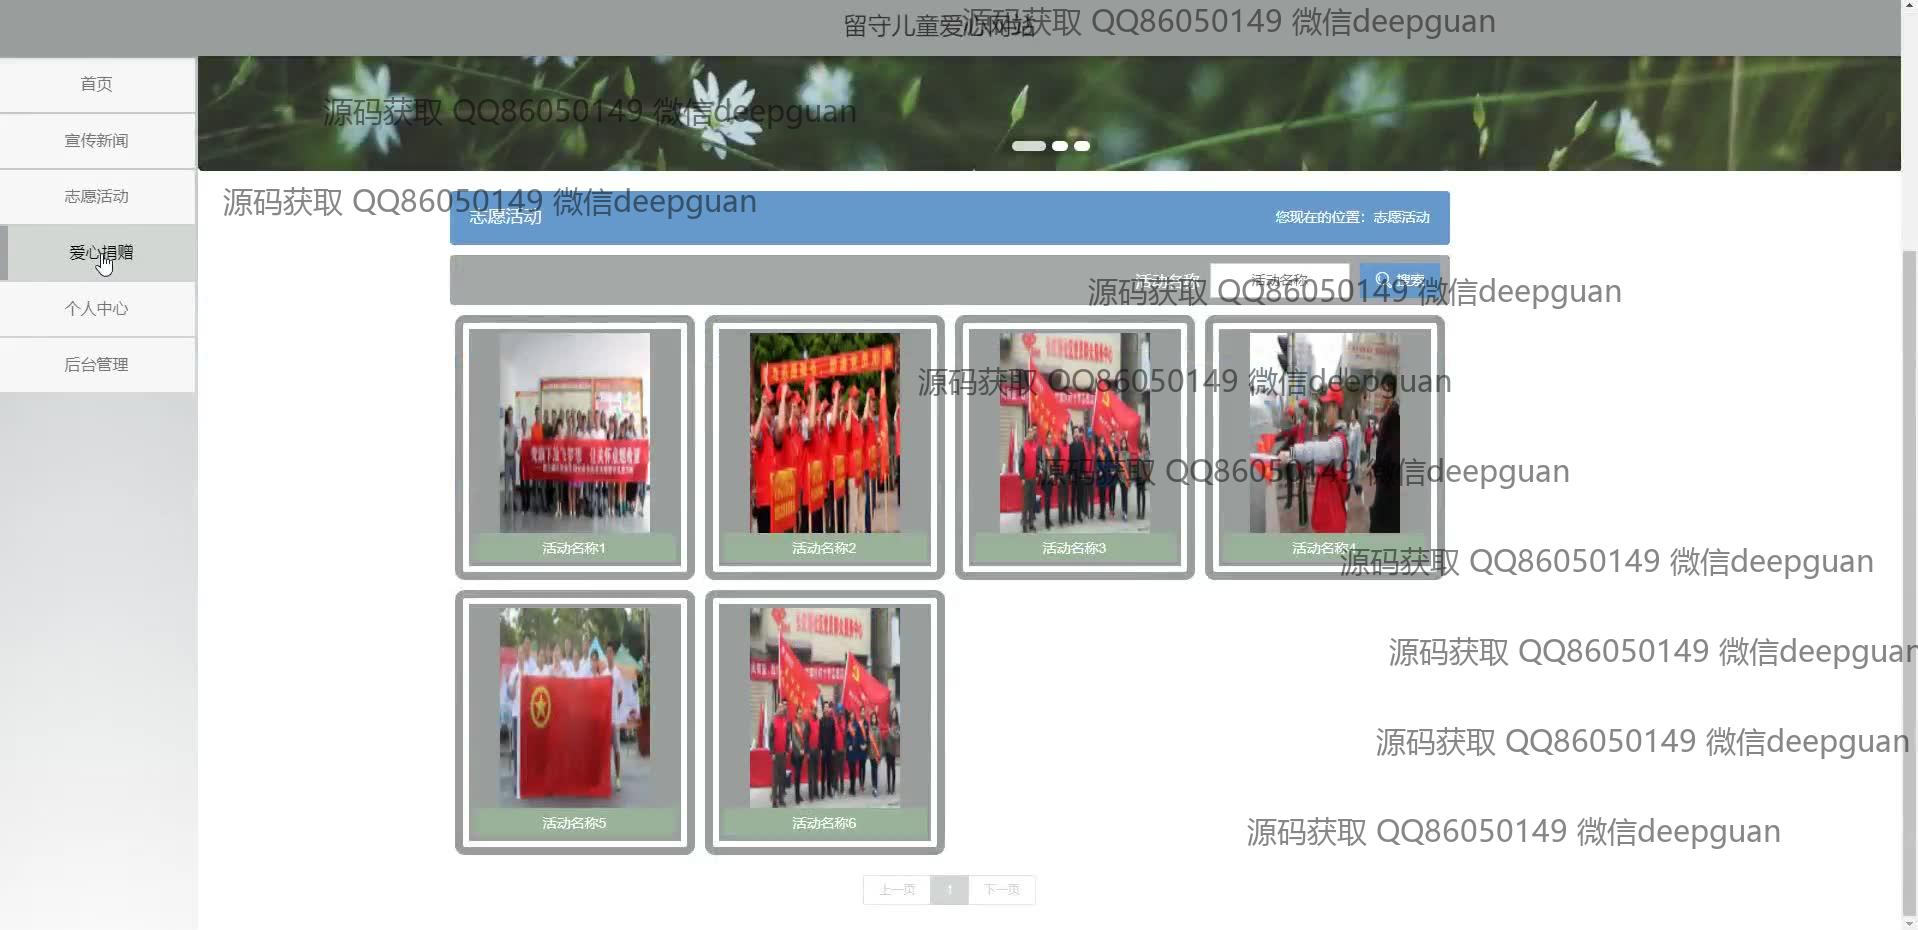 留守儿童爱心网站
源码获取 QQ86050149 微信deepguan
首页
宣传新闻
志愿活动
爱心捐赠
个人中心
后台管理
源码获取 QQ86050149 微信deepguan
源码获取 QQ86050149 微信deepguan
志愿活动
您现在的位置：志愿活动
活动名称
活动名称
搜索
源码获取 QQ86050149 微信deepguan
源码获取 QQ86050149 微信deepguan
源码获取 QQ86050149 微信deepguan
活动名称1
活动名称2
活动名称3
活动名称4
源码获取 QQ86050149 微信deepguan
源码获取 QQ86050149 微信deepguan
源码获取 QQ86050149 微信deepguan
活动名称5
活动名称6
源码获取 QQ86050149 微信deepguan
上一页
1
下一页